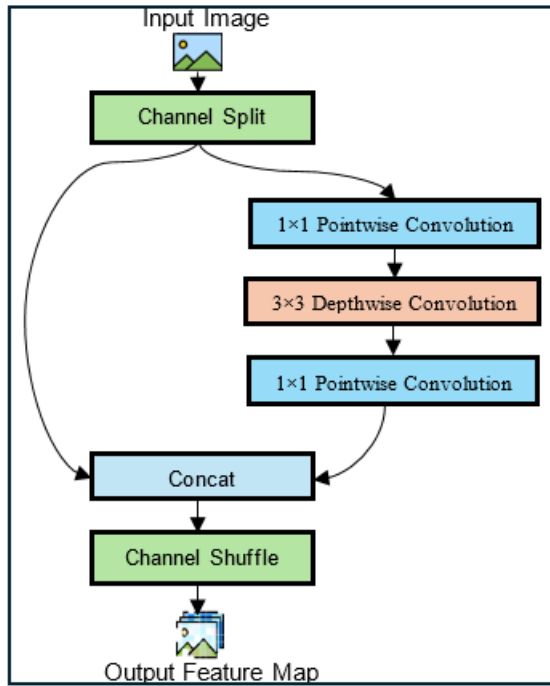 Input Image
Channel Split
1×1 Pointwise Convolution
3×3 Depthwise Convolution
1×1 Pointwise Convolution
Concat
Channel Shuffle
Output Feature Map